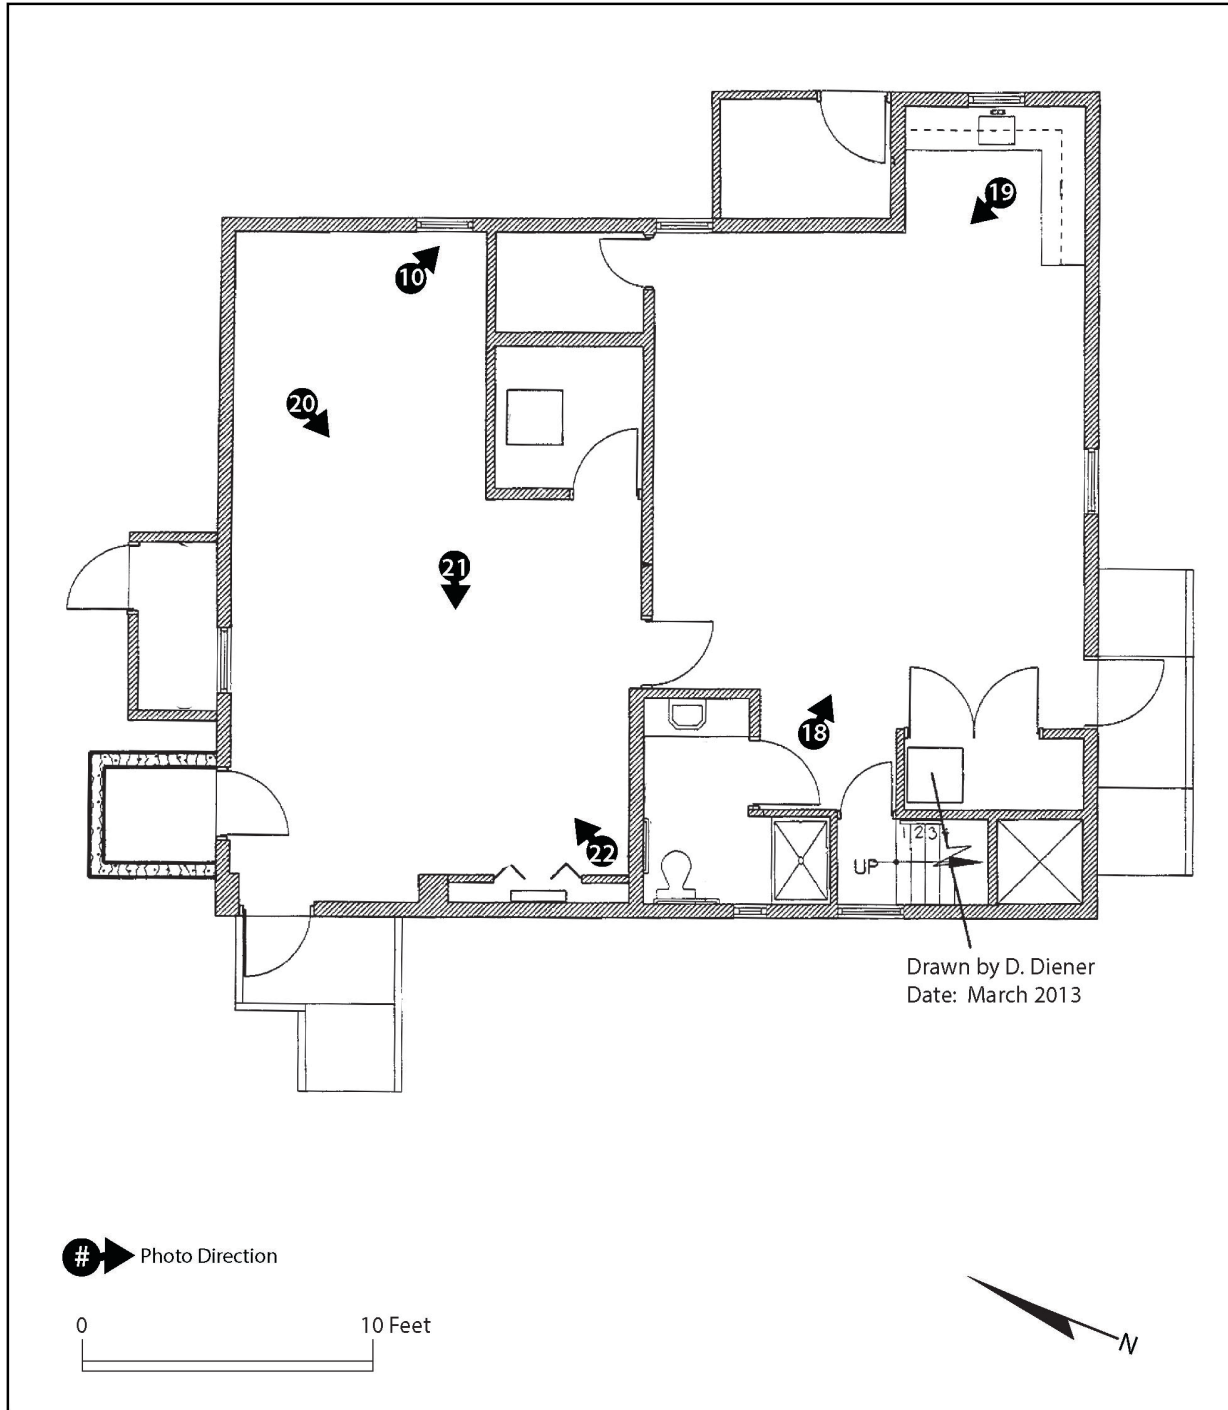 19
10
20
21
18
22
1 2 3 4
UP
Drawn by D. Diener
Date: March 2013
# Photo Direction
0 10 Feet
N